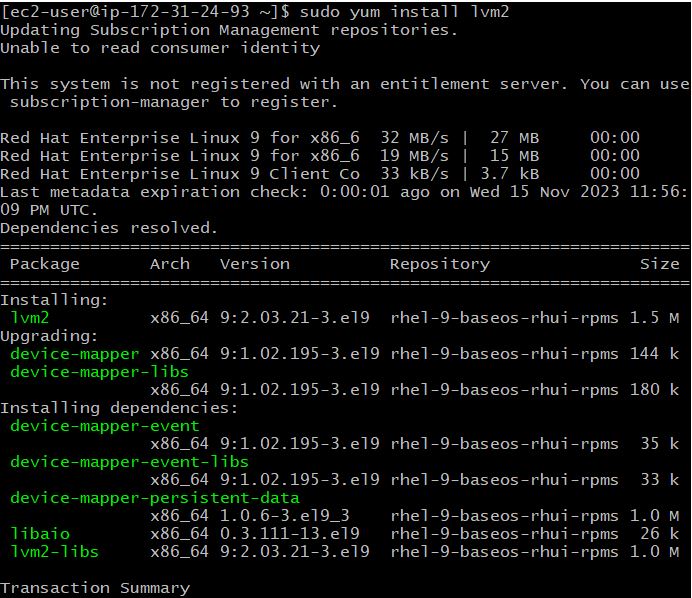 [ec2-user@ip-172-31-24-93 ~]$ sudo yum install lvm2
Updating Subscription Management repositories.
Unable to read consumer identity

This system is not registered with an entitlement server. You can use
 subscription-manager to register.

Red Hat Enterprise Linux 9 for x86_6  32 MB/s |  27 MB     00:00
Red Hat Enterprise Linux 9 for x86_6  19 MB/s |  15 MB     00:00
Red Hat Enterprise Linux 9 Client Co  33 kB/s | 3.7 kB     00:00
Last metadata expiration check: 0:00:01 ago on Wed 15 Nov 2023 11:56:
09 PM UTC.
Dependencies resolved.
=====================================================================
 Package       Arch   Version          Repository               Size
=====================================================================
Installing:
 lvm2          x86_64 9:2.03.21-3.el9  rhel-9-baseos-rhui-rpms 1.5 M
Upgrading:
 device-mapper x86_64 9:1.02.195-3.el9 rhel-9-baseos-rhui-rpms 144 k
 device-mapper-libs
               x86_64 9:1.02.195-3.el9 rhel-9-baseos-rhui-rpms 180 k
Installing dependencies:
 device-mapper-event
               x86_64 9:1.02.195-3.el9 rhel-9-baseos-rhui-rpms  35 k
 device-mapper-event-libs
               x86_64 9:1.02.195-3.el9 rhel-9-baseos-rhui-rpms  33 k
 device-mapper-persistent-data
               x86_64 1.0.6-3.el9_3    rhel-9-baseos-rhui-rpms 1.0 M
 libaio        x86_64 0.3.111-13.el9   rhel-9-baseos-rhui-rpms  26 k
 lvm2-libs     x86_64 9:2.03.21-3.el9  rhel-9-baseos-rhui-rpms 1.0 M

Transaction Summary